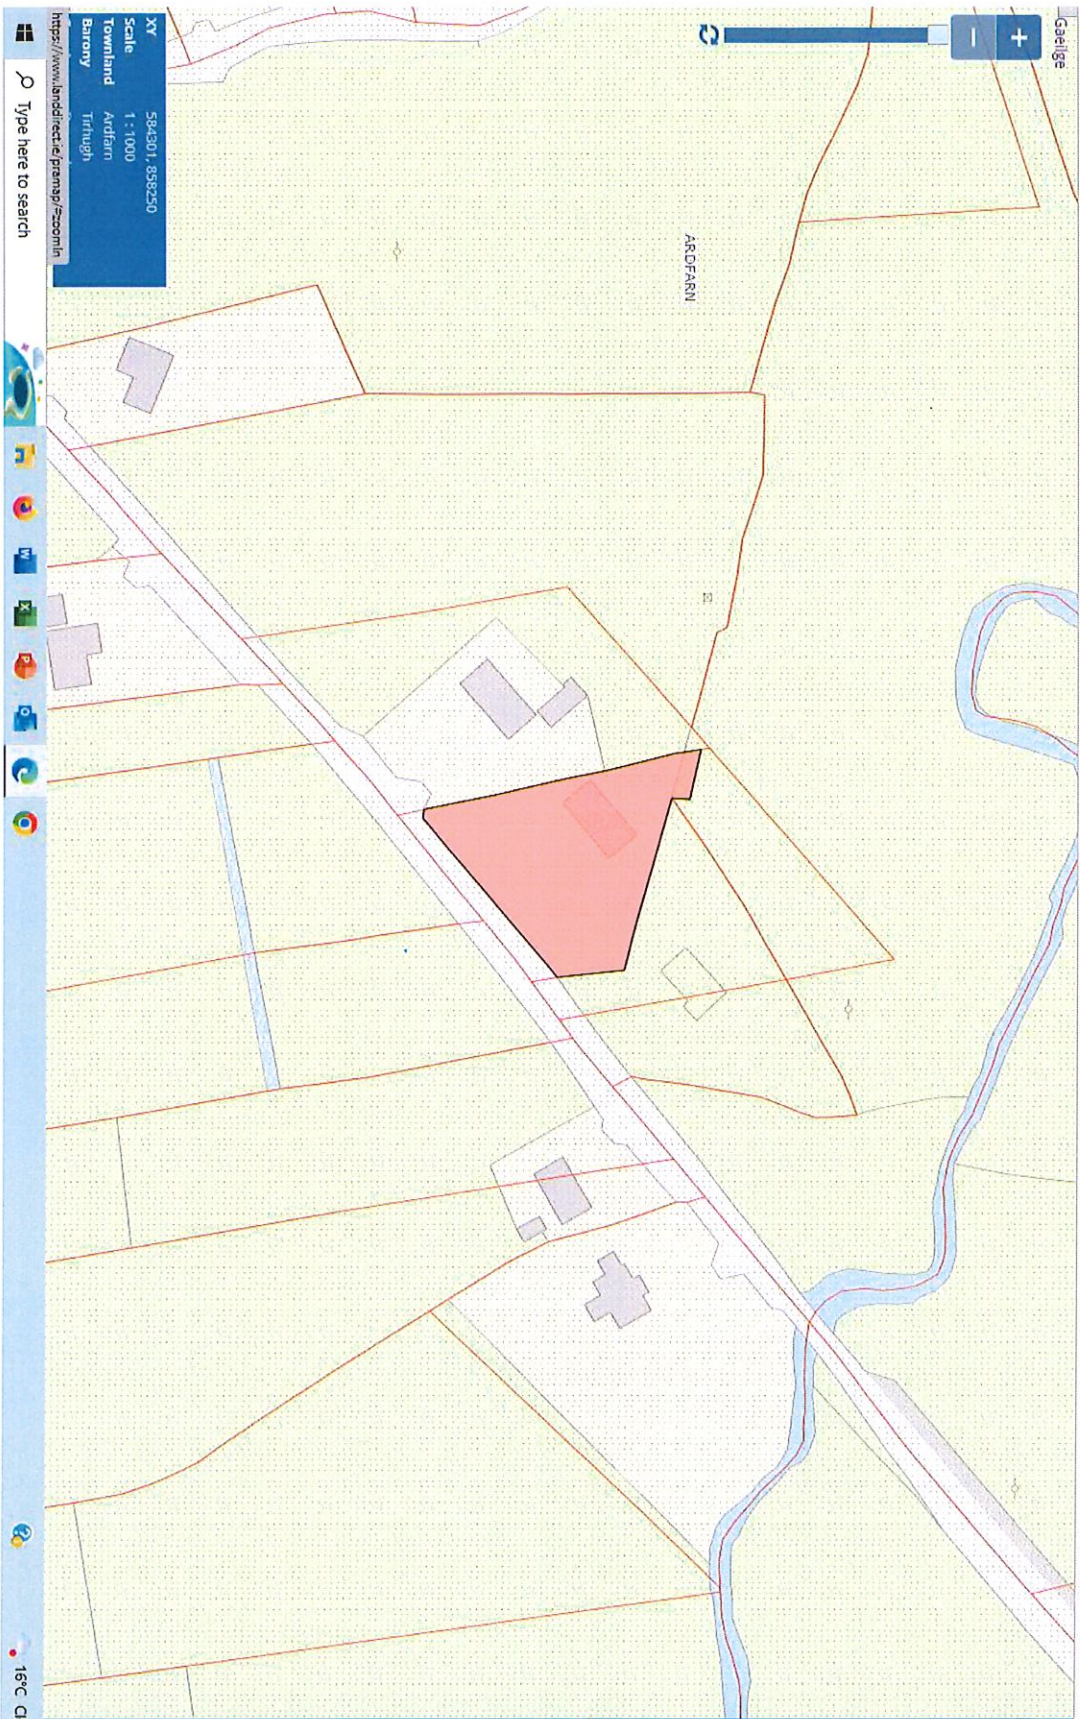 Gaeilge
+
−
ARDFARN
XY 584301, 858250
Scale 1 : 1000
Townland Ardfarn
Barony Tirhugh
https://www.landdirect.ie/pramap/#zoomIn
Type here to search
16°C